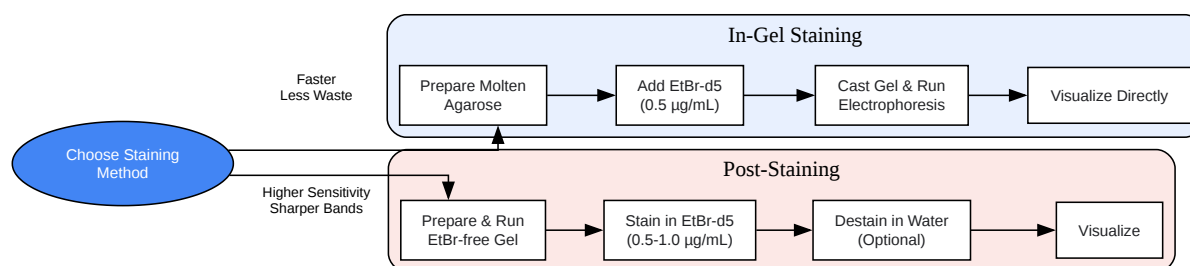 In-Gel Staining
Faster
Less Waste
Prepare Molten
Agarose
Add EtBr-d5
(0.5 µg/mL)
Cast Gel & Run
Electrophoresis
Visualize Directly
Choose Staining
Method
Post-Staining
Higher Sensitivity
Sharper Bands
Prepare & Run
EtBr-free Gel
Stain in EtBr-d5
(0.5-1.0 µg/mL)
Destain in Water
(Optional)
Visualize